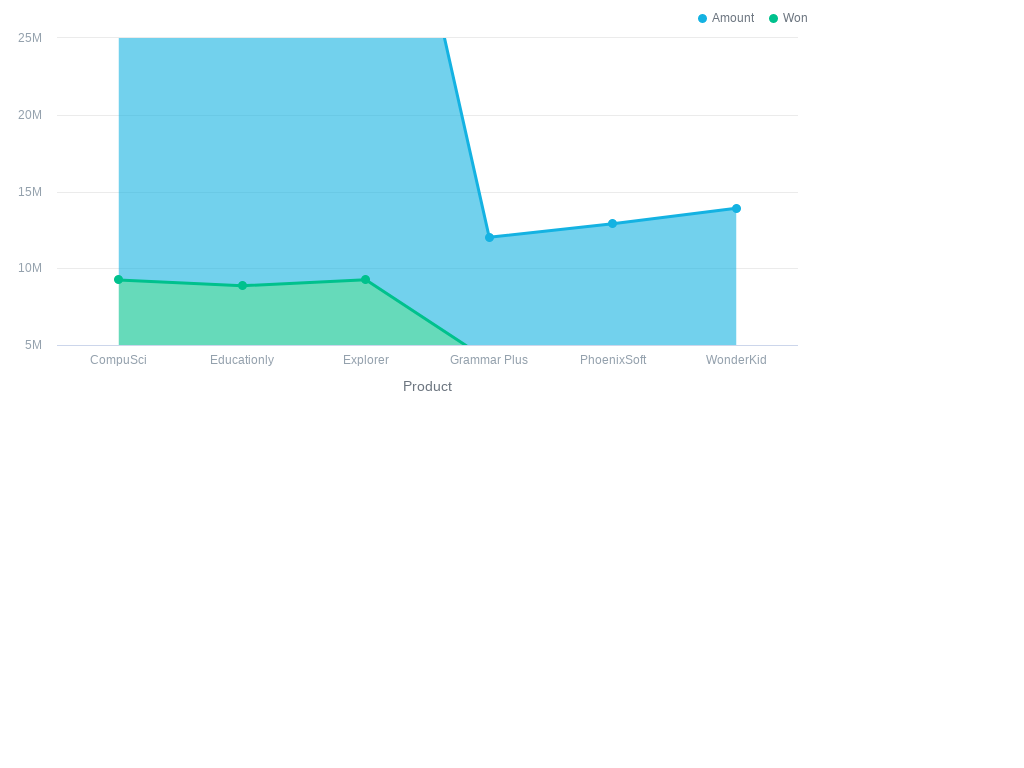 Amount Won
25M
20M
15M
10M
5M
CompuSci Educationly Explorer Grammar Plus PhoenixSoft WonderKid
Product